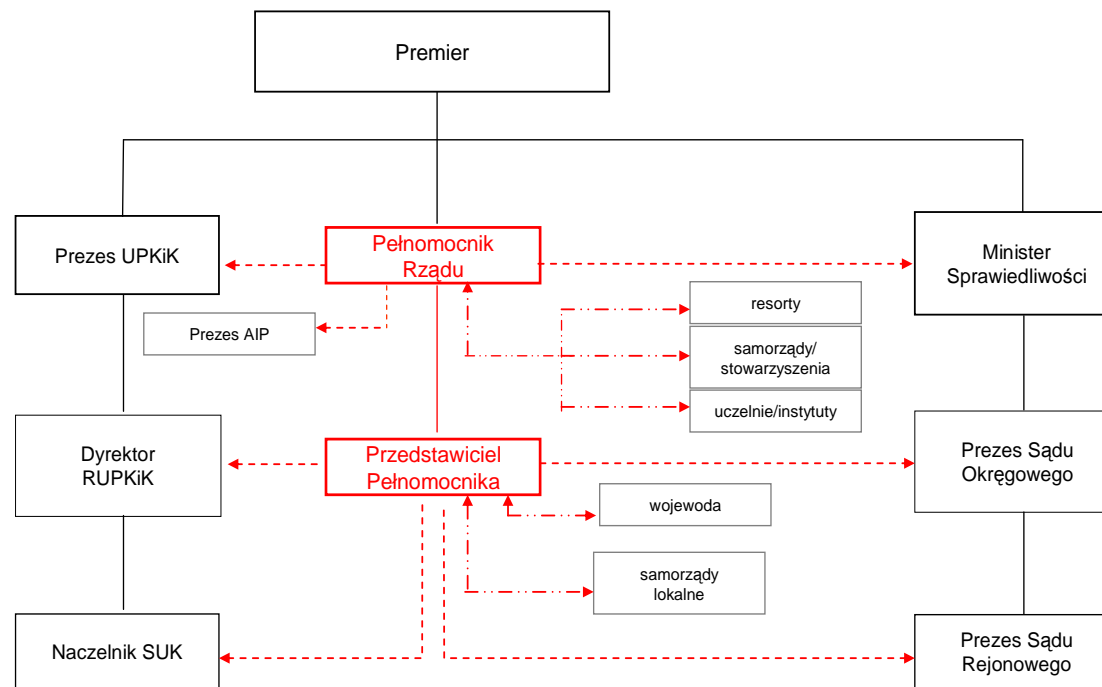 Premier
Prezes UPKiK
Pełnomocnik
Rządu
Minister
Sprawiedliwości
Prezes AIP
resorty
samorządy/
stowarzyszenia
uczelnie/instytuty
Dyrektor
RUPKiK
Przedstawiciel
Pełnomocnika
Prezes Sądu
Okręgowego
wojewoda
samorządy
lokalne
Naczelnik SUK
Prezes Sądu
Rejonowego